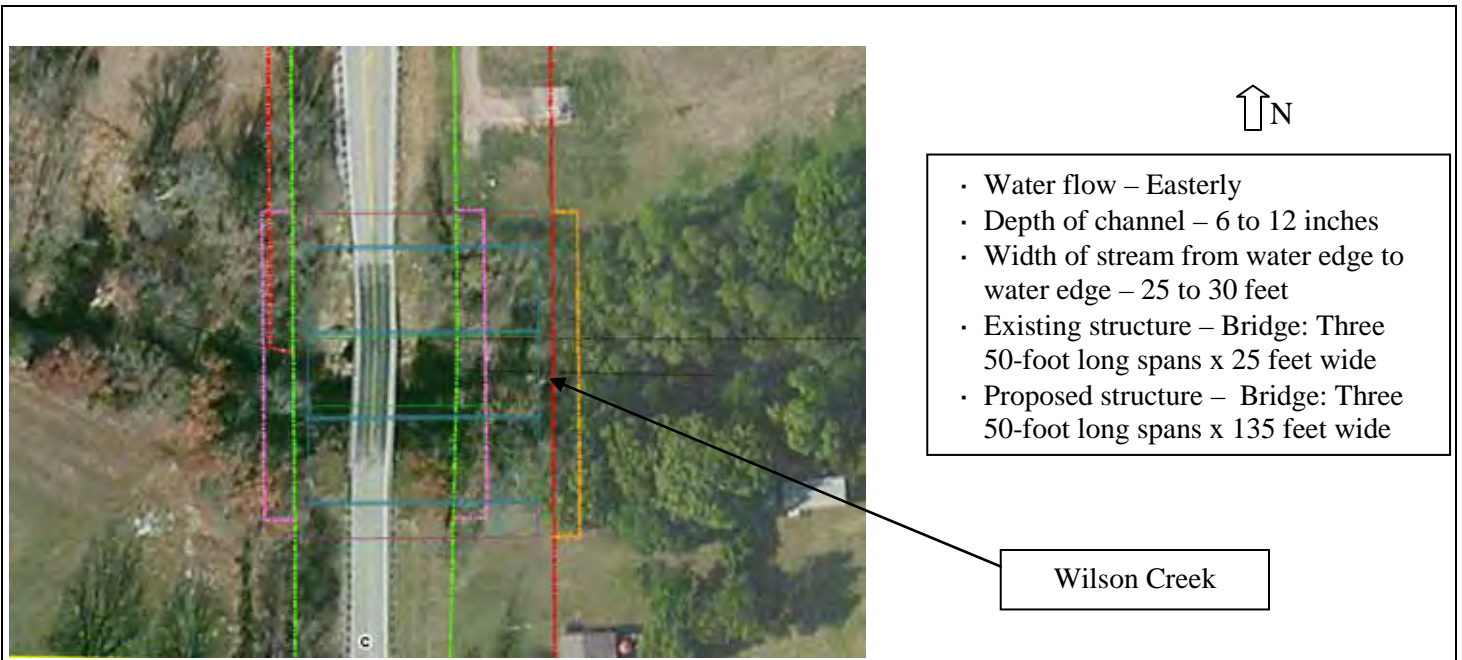 N
· Water flow – Easterly
· Depth of channel – 6 to 12 inches
· Width of stream from water edge to
water edge – 25 to 30 feet
· Existing structure – Bridge: Three
50-foot long spans x 25 feet wide
· Proposed structure – Bridge: Three
50-foot long spans x 135 feet wide
Wilson Creek
C